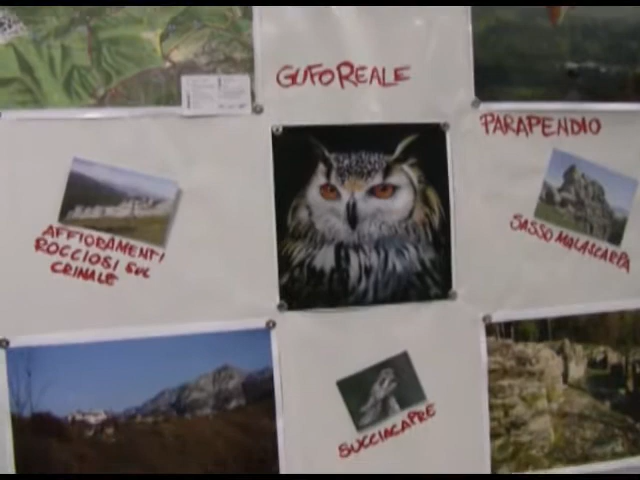 GUFO REALE
PARAPENDIO
AFFIORAMENTI
ROCCIOSI SUL
CRINALE
SASSO MALASCARPA
SUCCIACAPRE